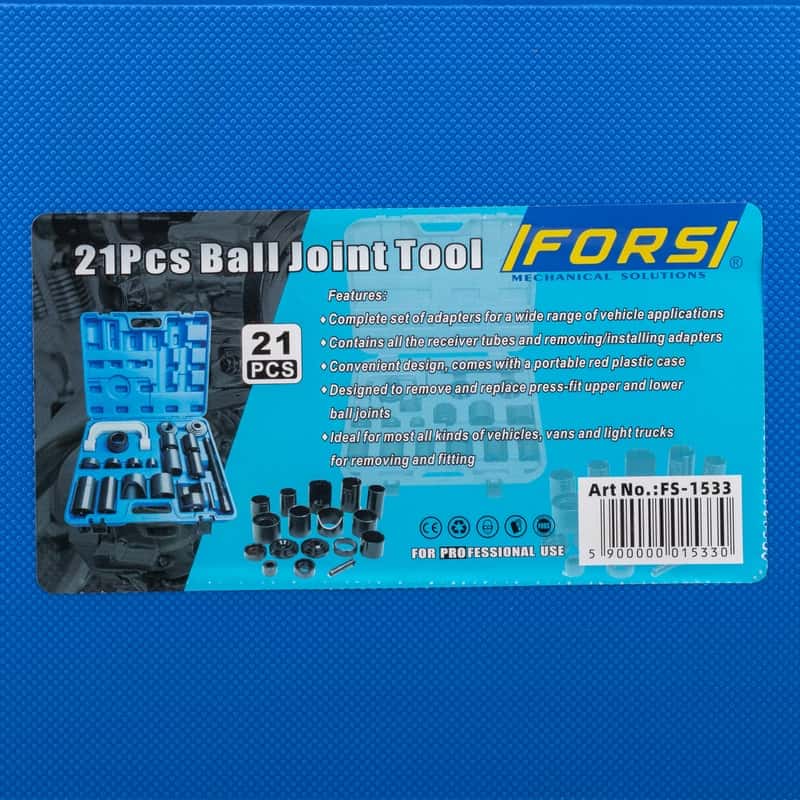 21Pcs Ball Joint Tool
FORS
MECHANICAL SOLUTIONS ®
Features:
• Complete set of adapters for a wide range of vehicle applications
• Contains all the receiver tubes and removing/installing adapters
• Convenient design, comes with a portable red plastic case
• Designed to remove and replace press-fit upper and lower
ball joints
• Ideal for most all kinds of vehicles, vans and light trucks
for removing and fitting
21
PCS
CE
FOR PROFESSIONAL USE
Art No.:FS-1533
5 900000 015330